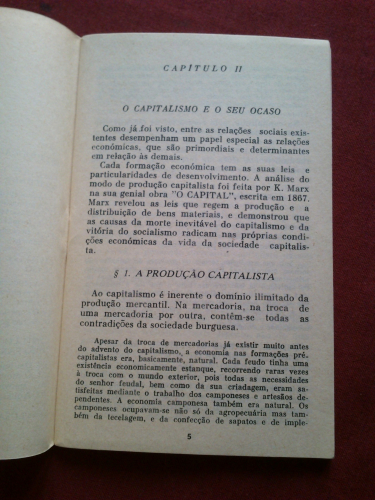 CAPÍTULO II
O CAPITALISMO E O SEU OCASO
Como já foi visto, entre as relações sociais exis-
tentes desempenham um papel especial as relações
económicas, que são primordiais e determinantes
em relação às demais.
Cada formação económica tem as suas leis e
particularidades de desenvolvimento. A análise do
modo de produção capitalista foi feita por K. Marx
na sua genial obra "O CAPITAL", escrita em 1867.
Marx revelou as leis que regem a produção e a
distribuição de bens materiais, e demonstrou que
as causas da morte inevitável do capitalismo e da
vitória do socialismo radicam nas próprias condi-
ções económicas da vida da sociedade capitalis-
ta.
§ 1. A PRODUÇÃO CAPITALISTA
Ao capitalismo é inerente o domínio ilimitado da
produção mercantil. Na mercadoria, na troca de
uma mercadoria por outra, contêm-se todas as
contradições da sociedade burguesa.
Apesar da troca de mercadorias já existir muito antes
do advento do capitalismo, a economia nas formações pré-
capitalistas era, basicamente, natural. Cada feudo tinha uma
existência economicamente estanque, recorrendo raras vezes
à troca com o mundo exterior, pois todas as necessidades
do senhor feudal, bem como da sua criadagem, eram sa-
tisfeitas mediante o trabalho dos camponeses e artesãos de-
pendentes. A economia camponesa também era natural. Os
camponeses ocupavam-se não só da agropecuária mas tam-
bém da tecelagem, e da confecção de sapatos e de imple-
5